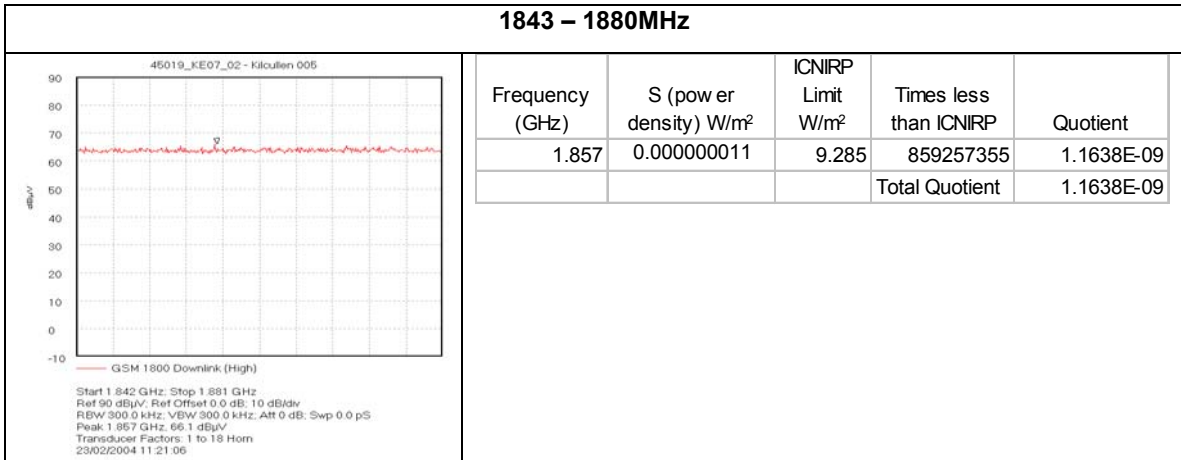 1843 – 1880MHz
45019_KE07_02 - Kilcullen 005
90
80
70
60
50
40
30
20
10
0
-10
dBµV
GSM 1800 Downlink (High)
Start 1.842 GHz; Stop 1.881 GHz
Ref 90 dBµV; Ref Offset 0.0 dB; 10 dB/div
RBW 300.0 kHz; VBW 300.0 kHz; Att 0 dB; Swp 0.0 pS
Peak 1.857 GHz, 66.1 dBµV
Transducer Factors: 1 to 18 Horn
23/02/2004 11:21:06
Frequency (GHz) S (pow er density) W/m² ICNIRP Limit W/m² Times less than ICNIRP Quotient
1.857 0.000000011 9.285 859257355 1.1638E-09
Total Quotient 1.1638E-09